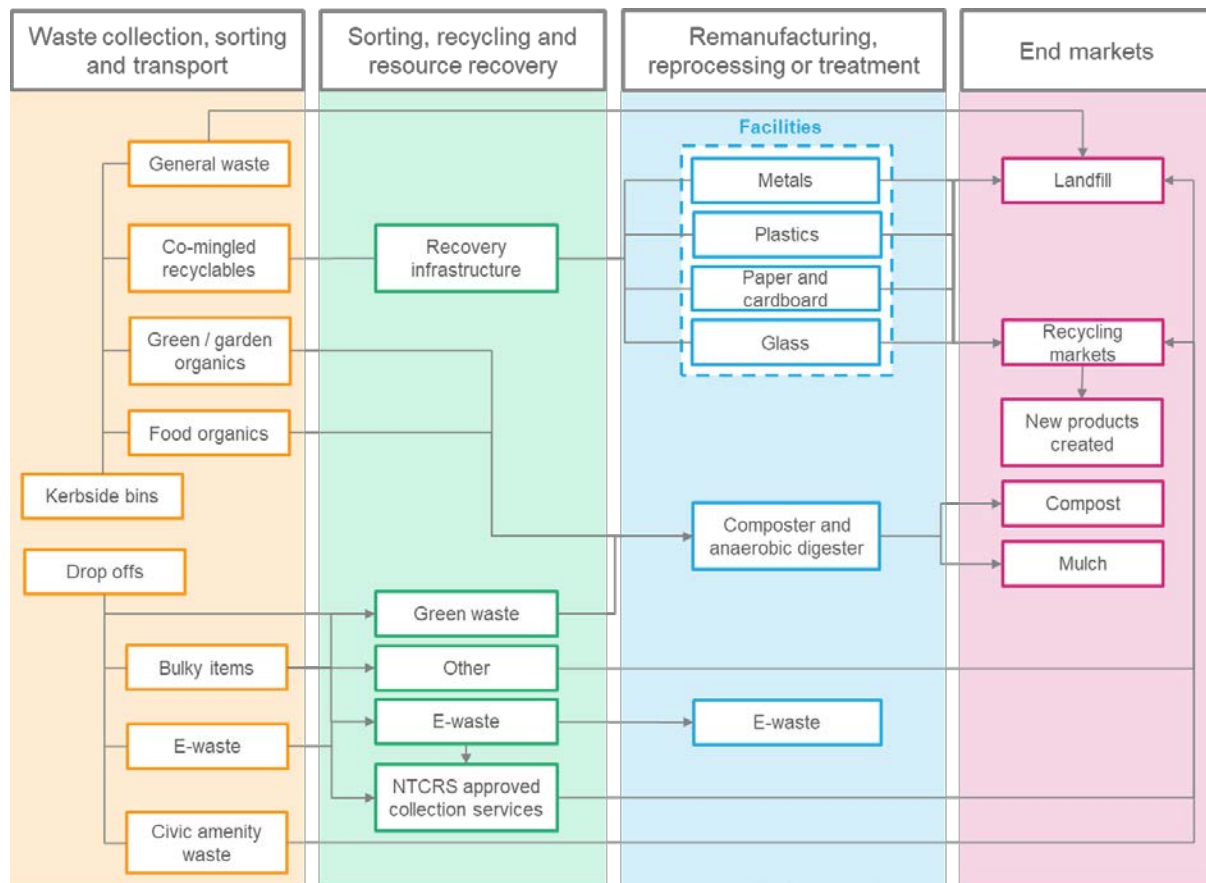 Waste collection, sorting
and transport
Sorting, recycling and
resource recovery
Remanufacturing,
reprocessing or treatment
End markets
Facilities
General waste
Metals
Landfill
Co-mingled
recyclables
Recovery
infrastructure
Plastics
Paper and
cardboard
Green / garden
organics
Glass
Recycling
markets
Food organics
New products
created
Kerbside bins
Compost
Composter and
anaerobic digester
Drop offs
Mulch
Green waste
Bulky items
Other
E-waste
E-waste
E-waste
NTCRS approved
collection services
Civic amenity
waste